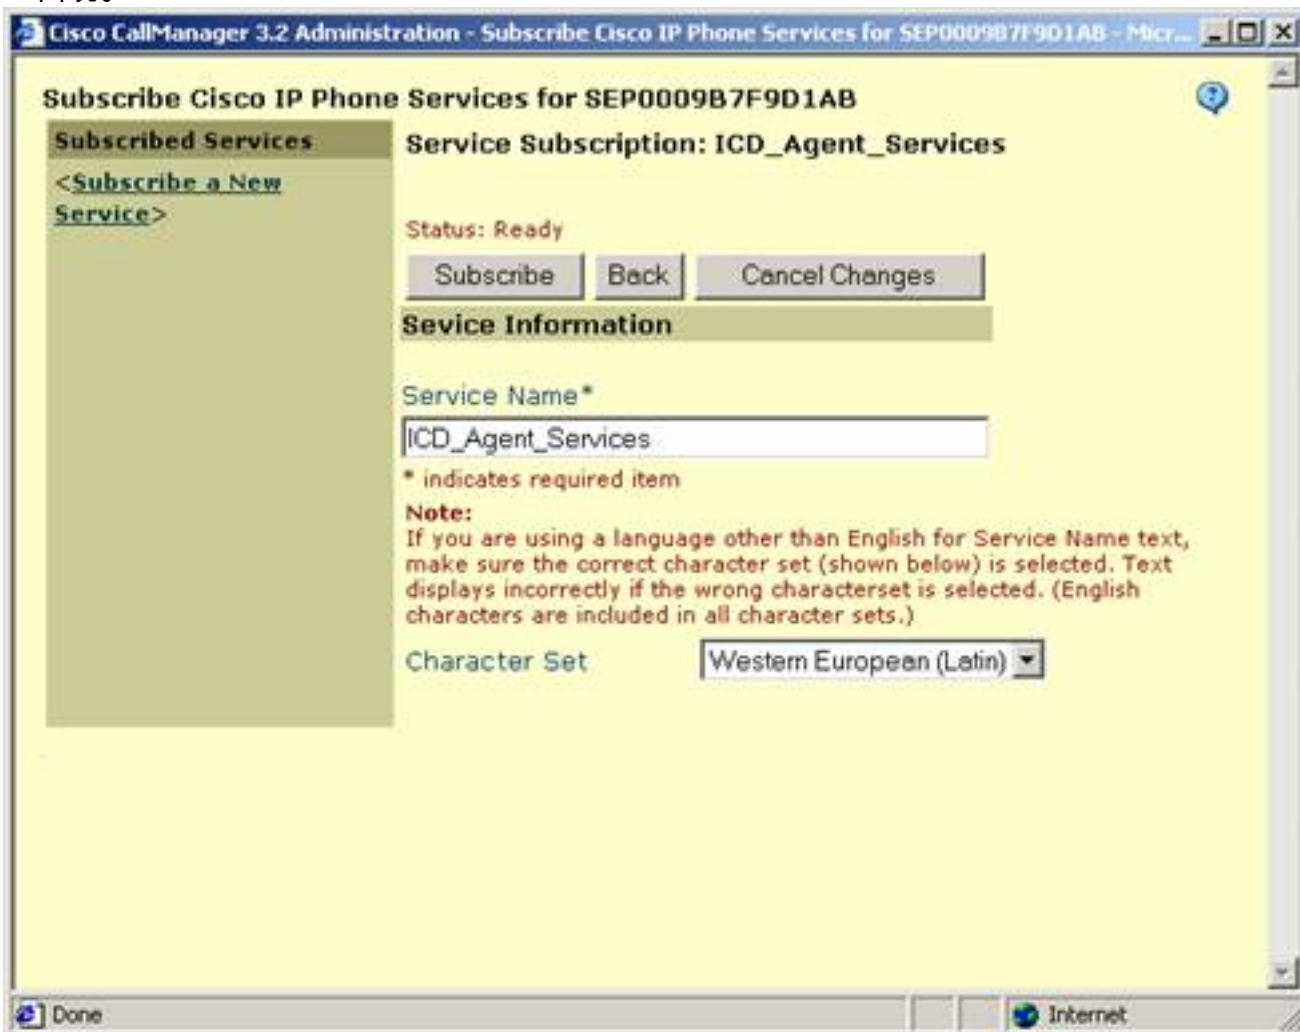 Cisco CallManager 3.2 Administration - Subscribe Cisco IP Phone Services for SEP0009B7F9D1AB - Micr...
Subscribe Cisco IP Phone Services for SEP0009B7F9D1AB
Subscribed Services
<Subscribe a New
Service>
Service Subscription: ICD_Agent_Services
Status: Ready
Subscribe Back Cancel Changes
Sevice Information
Service Name*
ICD_Agent_Services
* indicates required item
Note:
If you are using a language other than English for Service Name text,
make sure the correct character set (shown below) is selected. Text
displays incorrectly if the wrong characterset is selected. (English
characters are included in all character sets.)
Character Set Western European (Latin)
Done Internet